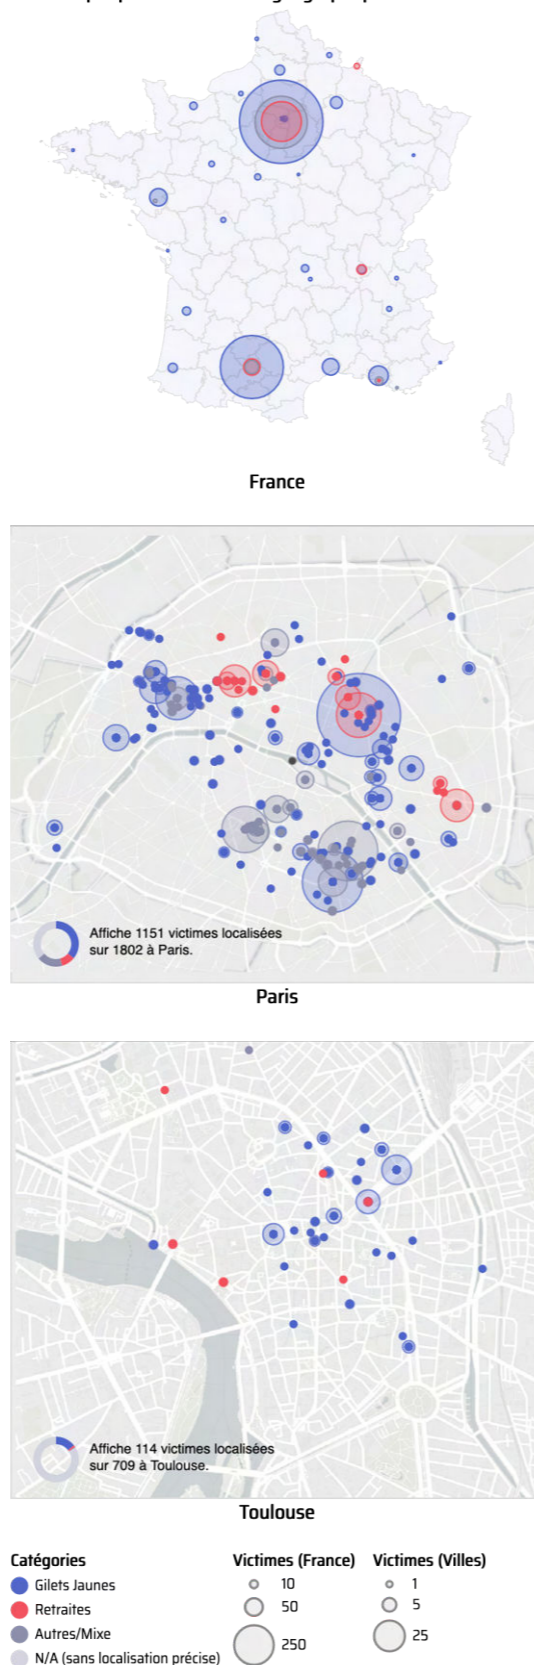 France
Affiche 1151 victimes localisées
sur 1802 à Paris.
Paris
Affiche 114 victimes localisées
sur 709 à Toulouse.
Toulouse
Catégories
Gilets Jaunes
Retraites
Autres/Mixe
N/A (sans localisation précise)
Victimes (France)
10
50
250
Victimes (Villes)
1
5
25